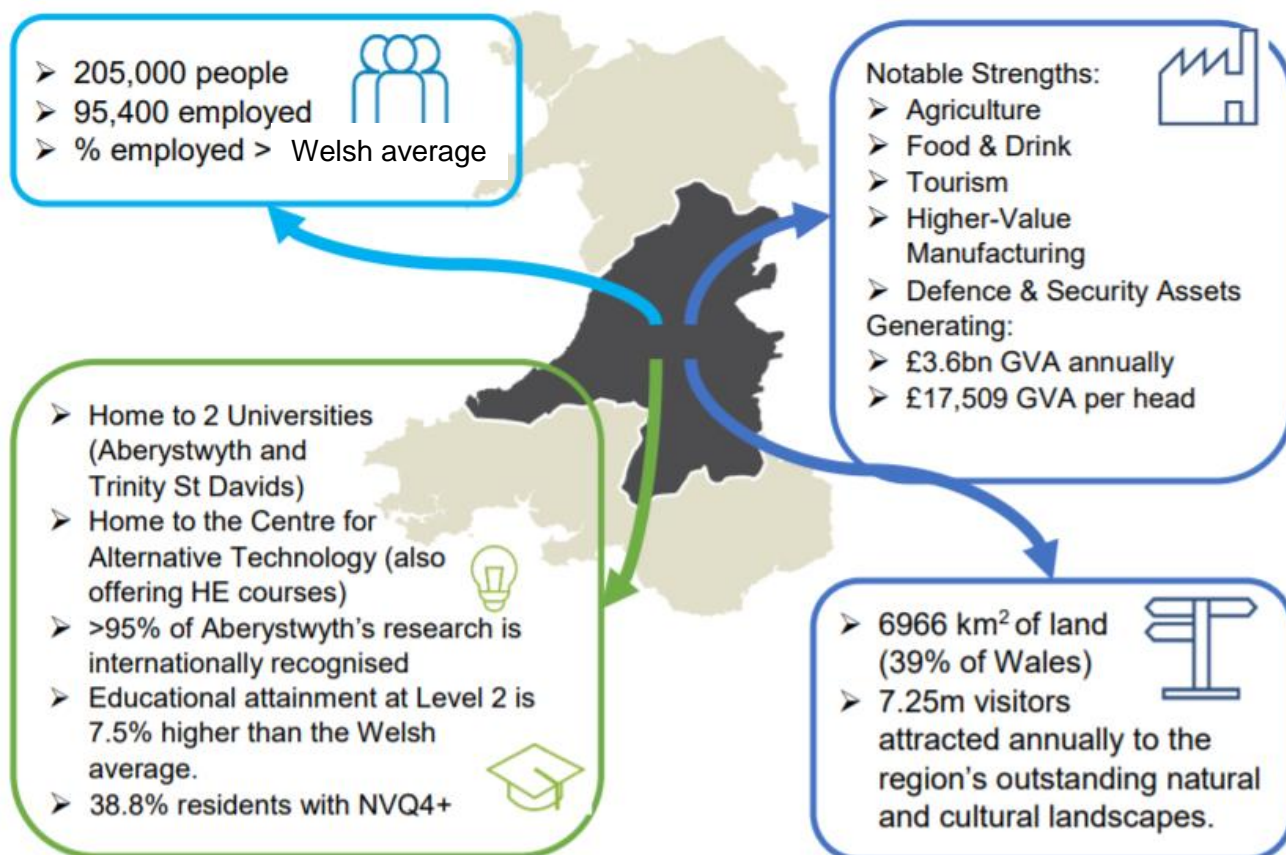 ➢ 205,000 people
➢ 95,400 employed
➢ % employed > Welsh average
Notable Strengths:
➢ Agriculture
➢ Food & Drink
➢ Tourism
➢ Higher-Value
Manufacturing
➢ Defence & Security Assets
Generating:
➢ £3.6bn GVA annually
➢ £17,509 GVA per head
➢ Home to 2 Universities
(Aberystwyth and
Trinity St Davids)
➢ Home to the Centre for
Alternative Technology (also
offering HE courses)
➢ >95% of Aberystwyth’s research is
internationally recognised
➢ Educational attainment at Level 2 is
7.5% higher than the Welsh
average.
➢ 38.8% residents with NVQ4+
➢ 6966 km² of land
(39% of Wales)
➢ 7.25m visitors
attracted annually to the
region’s outstanding natural
and cultural landscapes.